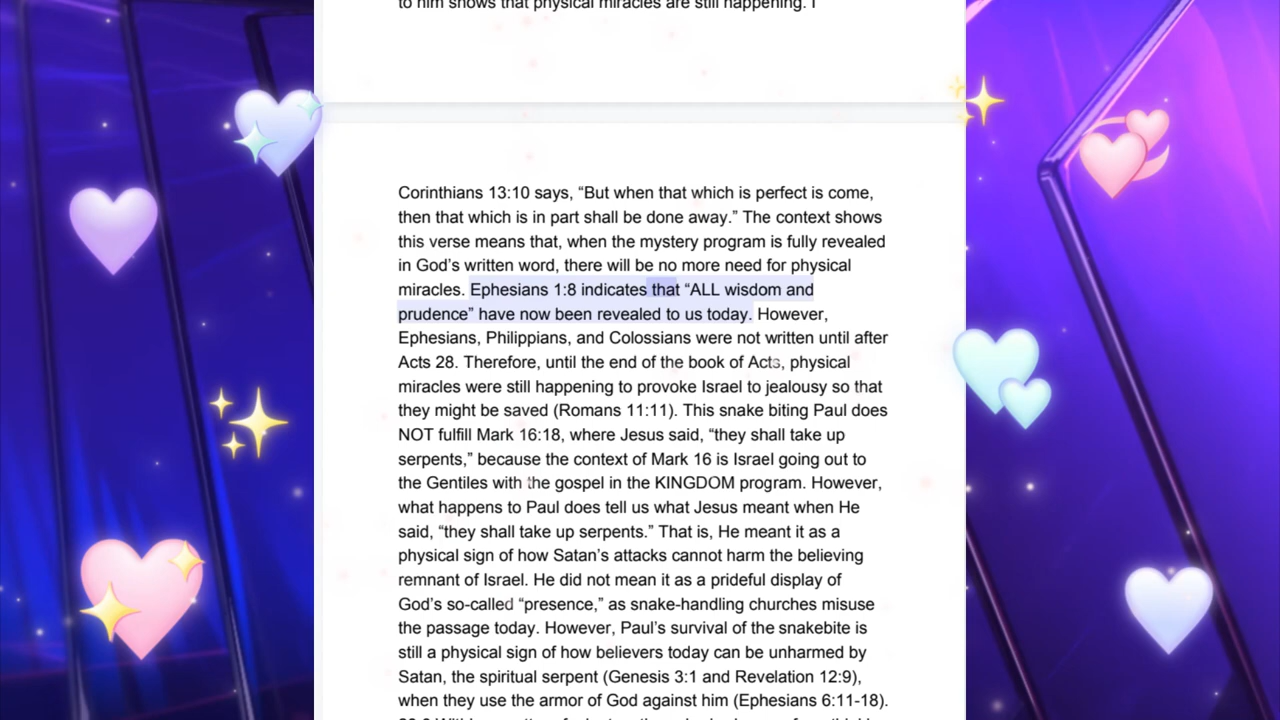 to him shows that physical miracles are still happening. I
Corinthians 13:10 says, “But when that which is perfect is come,
then that which is in part shall be done away.” The context shows
this verse means that, when the mystery program is fully revealed
in God’s written word, there will be no more need for physical
miracles. Ephesians 1:8 indicates that “ALL wisdom and
prudence” have now been revealed to us today. However,
Ephesians, Philippians, and Colossians were not written until after
Acts 28. Therefore, until the end of the book of Acts, physical
miracles were still happening to provoke Israel to jealousy so that
they might be saved (Romans 11:11). This snake biting Paul does
NOT fulfill Mark 16:18, where Jesus said, “they shall take up
serpents,” because the context of Mark 16 is Israel going out to
the Gentiles with the gospel in the KINGDOM program. However,
what happens to Paul does tell us what Jesus meant when He
said, “they shall take up serpents.” That is, He meant it as a
physical sign of how Satan’s attacks cannot harm the believing
remnant of Israel. He did not mean it as a prideful display of
God’s so-called “presence,” as snake-handling churches misuse
the passage today. However, Paul’s survival of the snakebite is
still a physical sign of how believers today can be unharmed by
Satan, the spiritual serpent (Genesis 3:1 and Revelation 12:9),
when they use the armor of God against him (Ephesians 6:11-18).